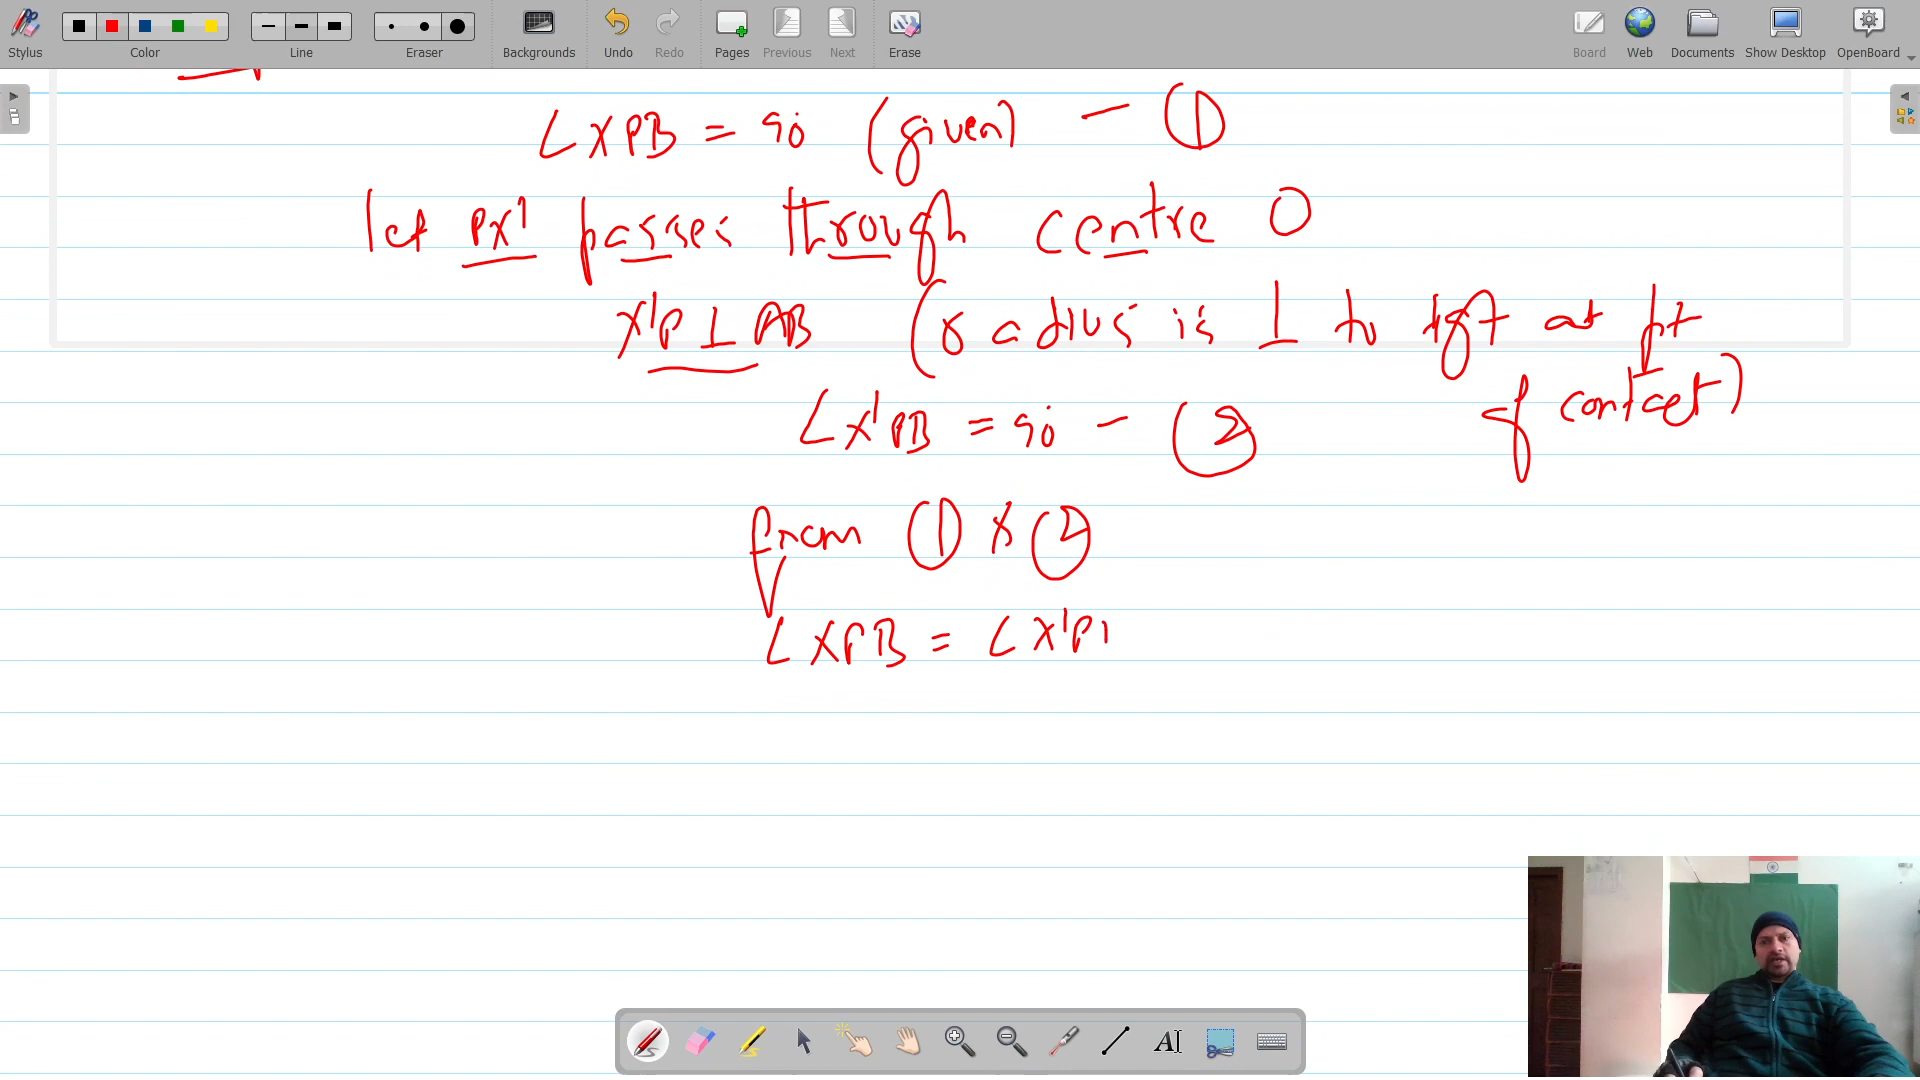 Stylus Color Line Eraser Backgrounds Undo Redo Pages Previous Next Erase Board Web Documents Show Desktop OpenBoard
∠XPB = 90 (given) - ①
let PX' passes through centre O
X'P ⊥ AB (radius is ⊥ to tgt at pt
of contact)
∠X'PB = 90 - ②
from ① & ②
∠XPB = ∠X'P